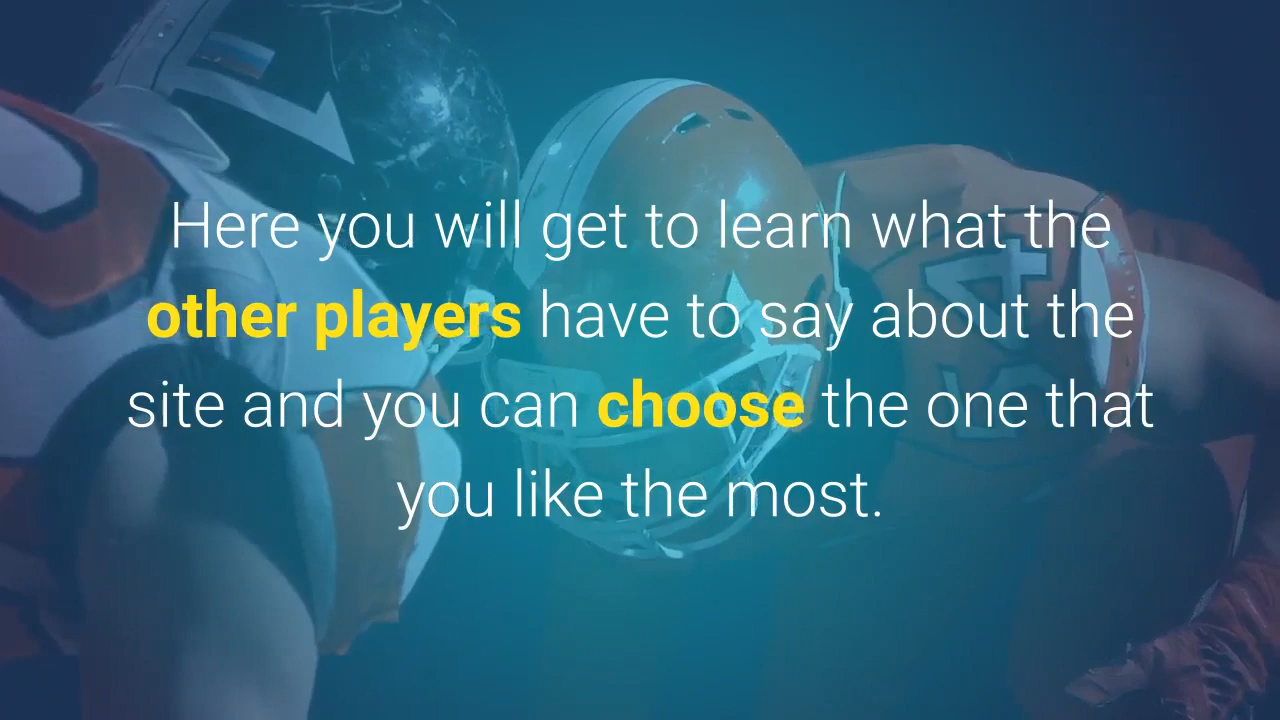 Here you will get to learn what the
other players have to say about the
site and you can choose the one that
you like the most.